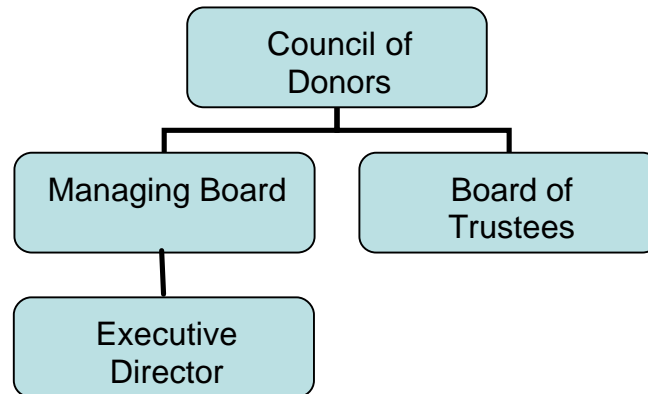 Council of
Donors
Managing Board
Board of
Trustees
Executive
Director